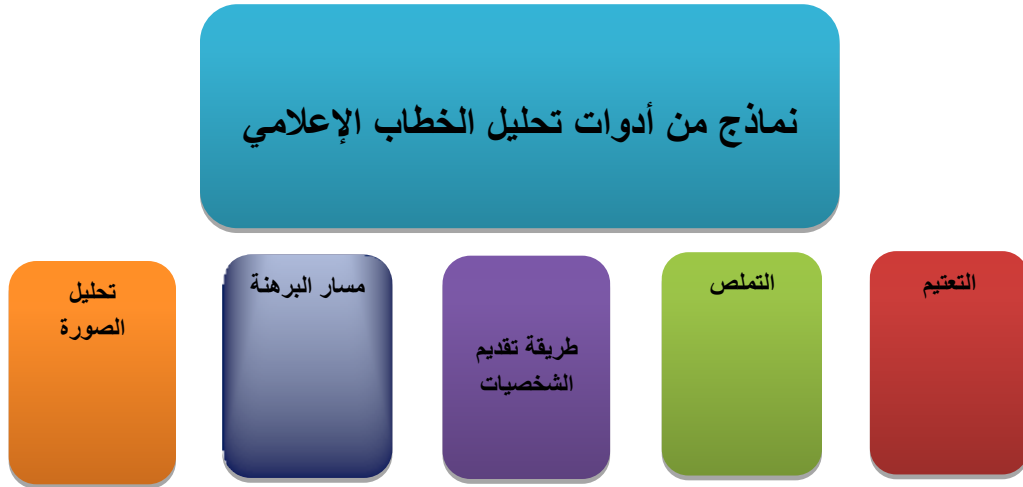 نماذج من أدوات تحليل الخطاب الإعلامي
التعتيم
التملص
طريقة تقديم
الشخصيات
مسار البرهنة
تحليل
الصورة